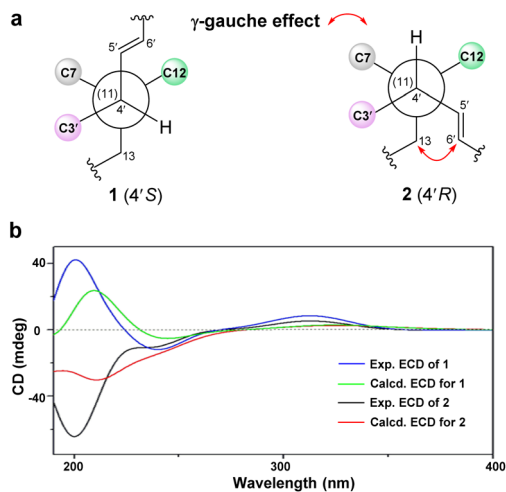 a
γ-gauche effect
5′
6′
C7
C12
(11)
4′
C3′
H
13
1 (4′S)
H
C7
C12
(11)
4′
5′
C3′
13
6′
2 (4′R)
b
CD (mdeg)
40
0
-40
Exp. ECD of 1
Calcd. ECD for 1
Exp. ECD of 2
Calcd. ECD for 2
200
300
400
Wavelength (nm)